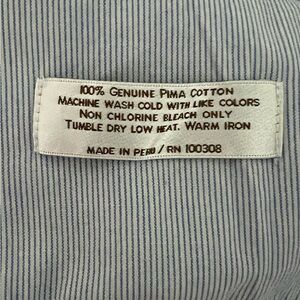 100% GENUINE PIMA COTTON
MACHINE WASH COLD WITH LIKE COLORS
NON CHLORINE BLEACH ONLY
TUMBLE DRY LOW HEAT. WARM IRON
MADE IN PERU / RN 100308